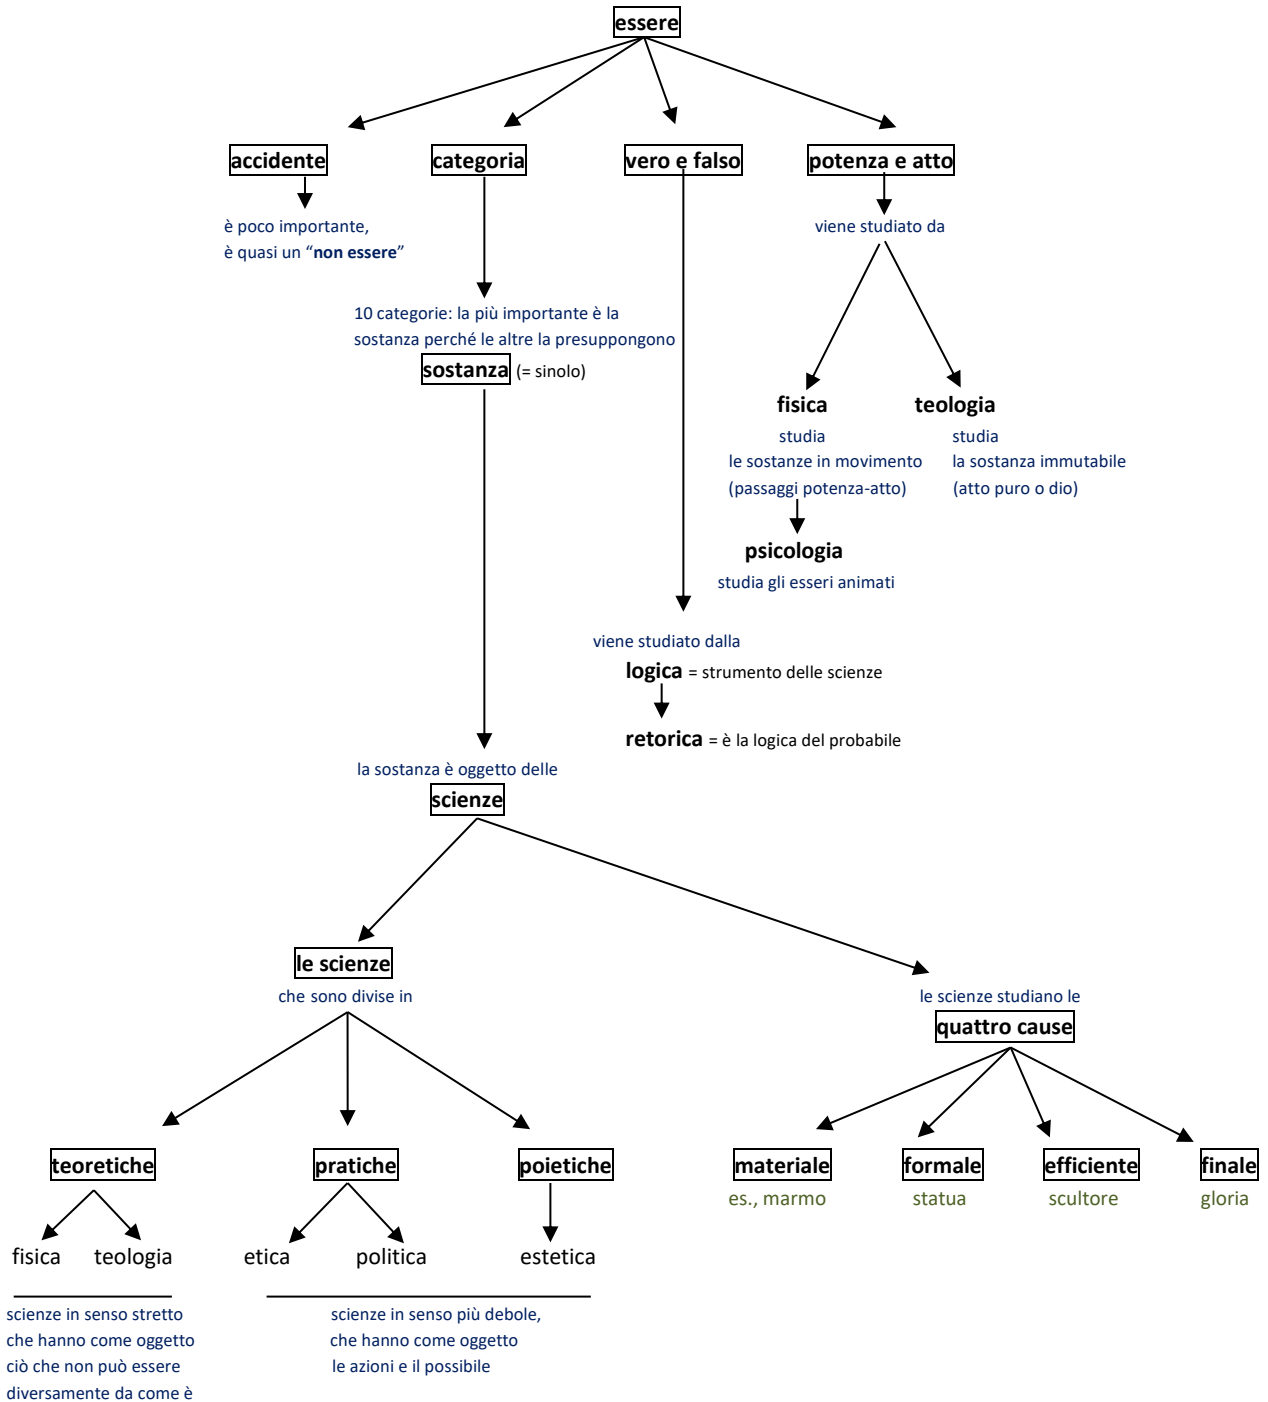 essere
accidente
categoria
vero e falso
potenza e atto
è poco importante,
è quasi un “non essere”
viene studiato da
10 categorie: la più importante è la
sostanza perché le altre la presuppongono
sostanza (= sinolo)
fisica
studia
le sostanze in movimento
(passaggi potenza-atto)
teologia
studia
la sostanza immutabile
(atto puro o dio)
psicologia
studia gli esseri animati
viene studiato dalla
logica = strumento delle scienze
retorica = è la logica del probabile
la sostanza è oggetto delle
scienze
le scienze
che sono divise in
le scienze studiano le
quattro cause
teoretiche
pratiche
poietiche
materiale
es., marmo
formale
statua
efficiente
scultore
finale
gloria
fisica
teologia
etica
politica
estetica
scienze in senso stretto
che hanno come oggetto
ciò che non può essere
diversamente da come è
scienze in senso più debole,
che hanno come oggetto
le azioni e il possibile